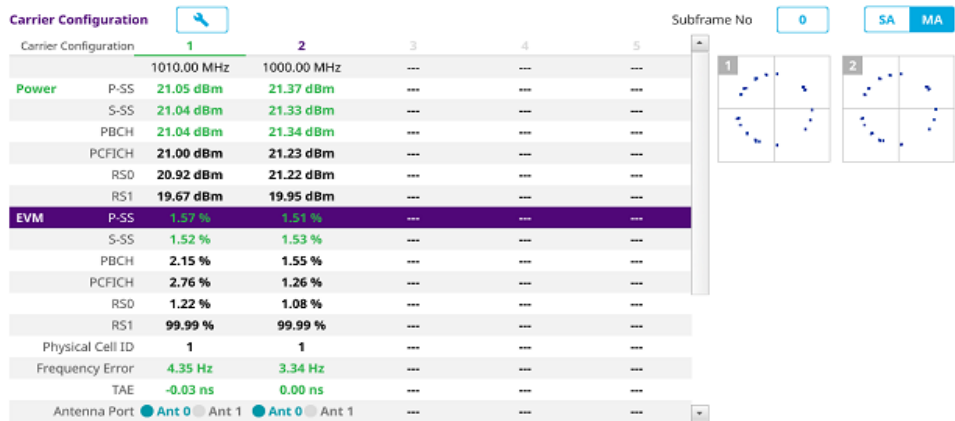 Carrier Configuration Subframe No 0 SA MA
Carrier Configuration 1 2 3 4 5
1010.00 MHz 1000.00 MHz --- --- --- 1 2
Power P-SS 21.05 dBm 21.37 dBm --- --- ---
S-SS 21.04 dBm 21.33 dBm --- --- ---
PBCH 21.04 dBm 21.34 dBm --- --- ---
PCFICH 21.00 dBm 21.23 dBm --- --- ---
RS0 20.92 dBm 21.22 dBm --- --- ---
RS1 19.67 dBm 19.95 dBm --- --- ---
EVM P-SS 1.57 % 1.51 % --- --- ---
S-SS 1.52 % 1.53 % --- --- ---
PBCH 2.15 % 1.55 % --- --- ---
PCFICH 2.76 % 1.26 % --- --- ---
RS0 1.22 % 1.08 % --- --- ---
RS1 99.99 % 99.99 % --- --- ---
Physical Cell ID 1 1 --- --- ---
Frequency Error 4.35 Hz 3.34 Hz --- --- ---
TAE -0.03 ns 0.00 ns --- --- ---
Antenna Port Ant 0 Ant 1 Ant 0 Ant 1 --- --- ---